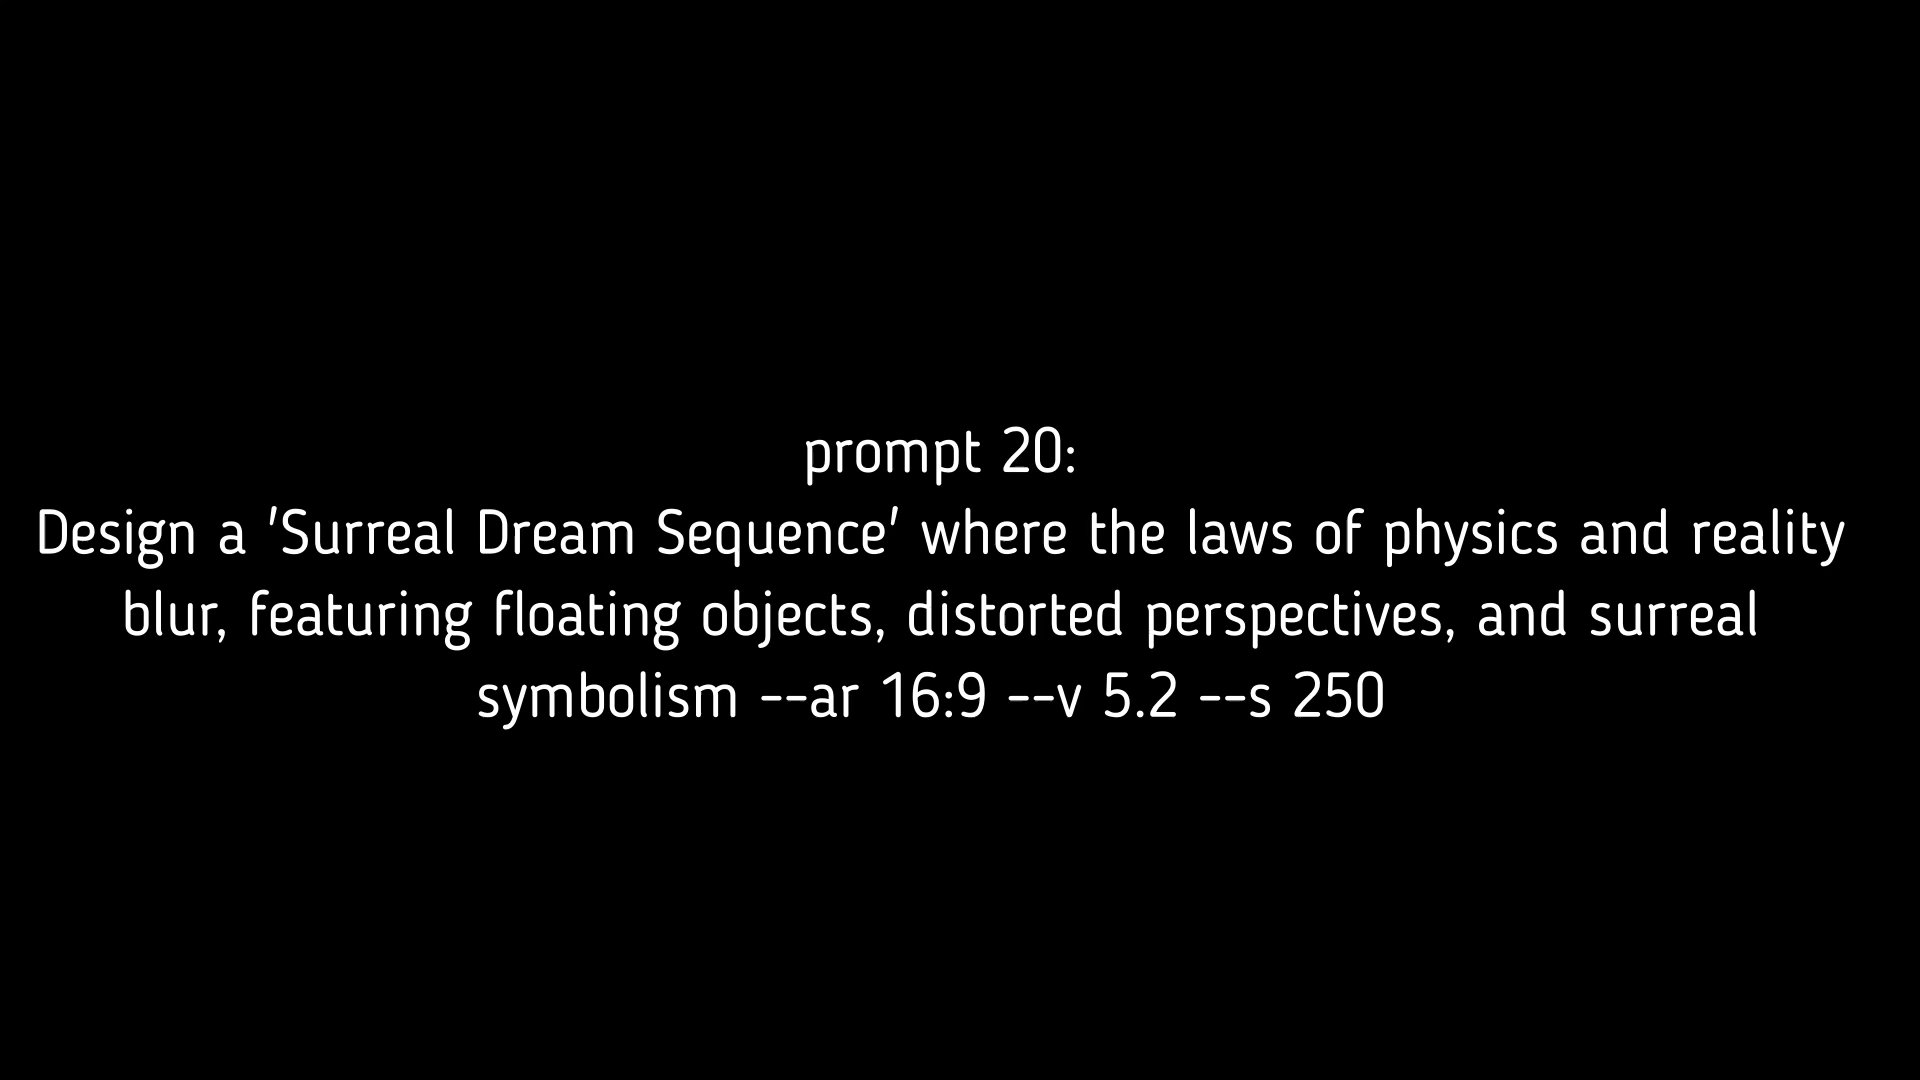 prompt 20:
Design a 'Surreal Dream Sequence' where the laws of physics and reality
blur, featuring floating objects, distorted perspectives, and surreal
symbolism --ar 16:9 --v 5.2 --s 250